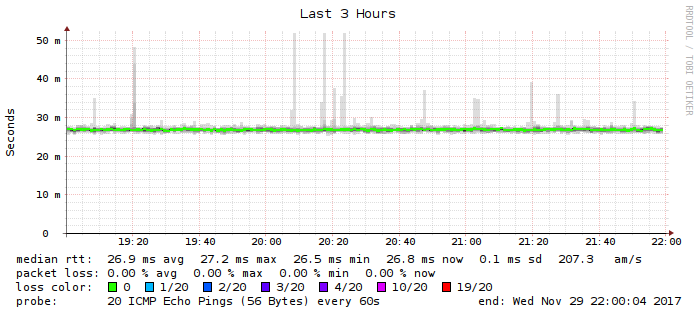 Last 3 Hours
RRDTOOL / TOBI OETIKER
Seconds
50 m
40 m
30 m
20 m
10 m
0
19:20 19:40 20:00 20:20 20:40 21:00 21:20 21:40 22:00
median rtt: 26.9 ms avg 27.2 ms max 26.5 ms min 26.8 ms now 0.1 ms sd 207.3 am/s
packet loss: 0.00 % avg 0.00 % max 0.00 % min 0.00 % now
loss color: 0 1/20 2/20 3/20 4/20 10/20 19/20
probe: 20 ICMP Echo Pings (56 Bytes) every 60s end: Wed Nov 29 22:00:04 2017